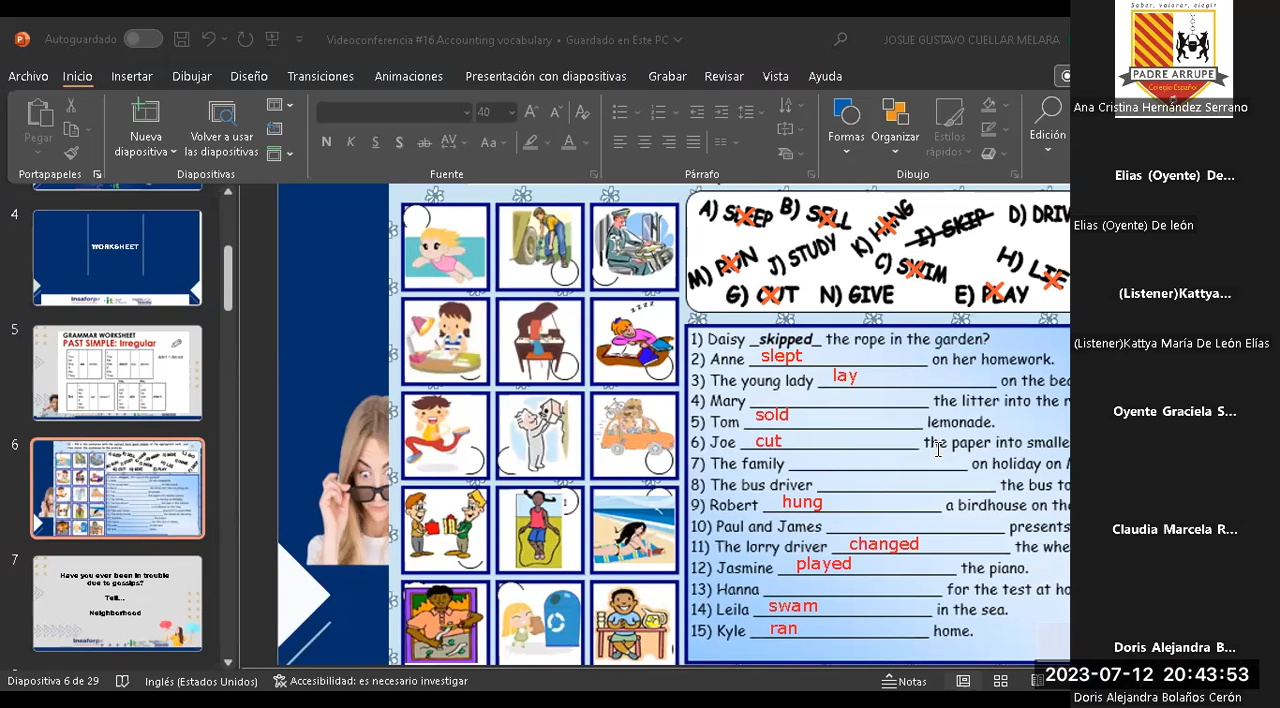 Autoguardado
Videoconferencia #16 Accounting vocabulary • Guardado en Este PC
JOSUE GUSTAVO CUELLAR MELARA
Archivo Inicio Insertar Dibujar Diseño Transiciones Animaciones Presentación con diapositivas Grabar Revisar Vista Ayuda
Pegar
Nueva diapositiva
Volver a usar las diapositivas
40
N K S S ab AV Aa A
Formas
Organizar
Estilos rápidos
Edición
Portapapeles Diapositivas Fuente Párrafo Dibujo
4
WORKSHEET
Insaforp
5
GRAMMAR WORKSHEET
PAST SIMPLE: Irregular
6
7
Have you ever been in trouble
due to gossips?
Tell...
Neighborhood
Insaforp
A) SLEEP B) SELL K) HANG I) SKIP D) DRIV
M) RUN J) STUDY C) SWIM H) LIE
G) CUT N) GIVE E) PLAY
1) Daisy _skipped_ the rope in the garden?
2) Anne slept on her homework.
3) The young lady lay on the bea
4) Mary the litter into the r
5) Tom sold lemonade.
6) Joe cut the paper into smalle
7) The family on holiday on
8) The bus driver the bus to
9) Robert hung a birdhouse on the
10) Paul and James presents
11) The lorry driver changed the whe
12) Jasmine played the piano.
13) Hanna for the test at ho
14) Leila swam in the sea.
15) Kyle ran home.
Diapositiva 6 de 29 Inglés (Estados Unidos) Accesibilidad: es necesario investigar Notas
Saber, valorar, elegir
PADRE ARRUPE
Colegio Español
Ana Cristina Hernández Serrano
Elias (Oyente) De...
Elias (Oyente) De león
(Listener)Kattya...
(Listener)Kattya María De León Elías
Oyente Graciela S...
Claudia Marcela R...
Doris Alejandra B...
2023-07-12 20:43:53
Doris Alejandra Bolaños Cerón